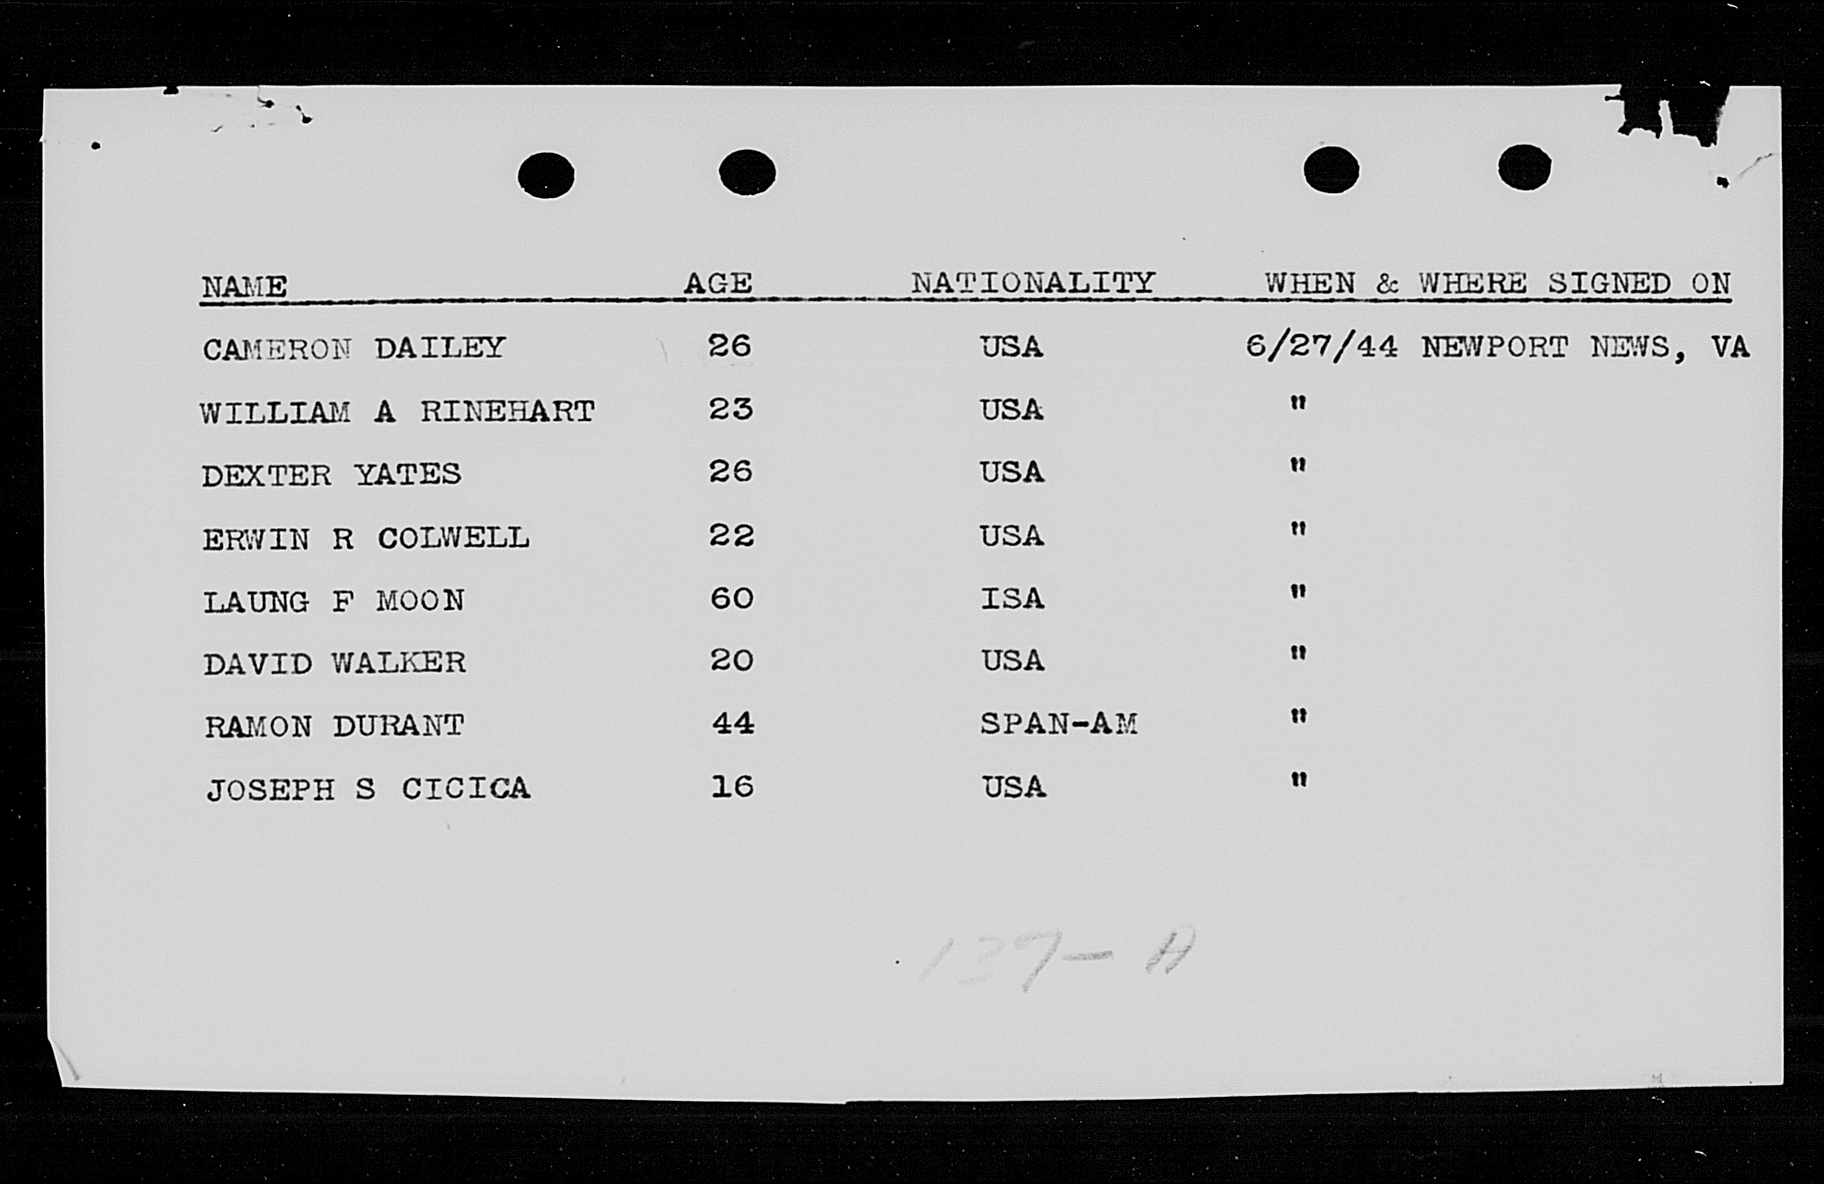 NAME AGE NATIONALITY WHEN & WHERE SIGNED ON
CAMERON DAILEY 26 USA 6/27/44 NEWPORT NEWS, VA
WILLIAM A RINEHART 23 USA "
DEXTER YATES 26 USA "
ERWIN R COLWELL 22 USA "
LAUNG F MOON 60 ISA "
DAVID WALKER 20 USA "
RAMON DURANT 44 SPAN-AM "
JOSEPH S CICICA 16 USA "
139- A